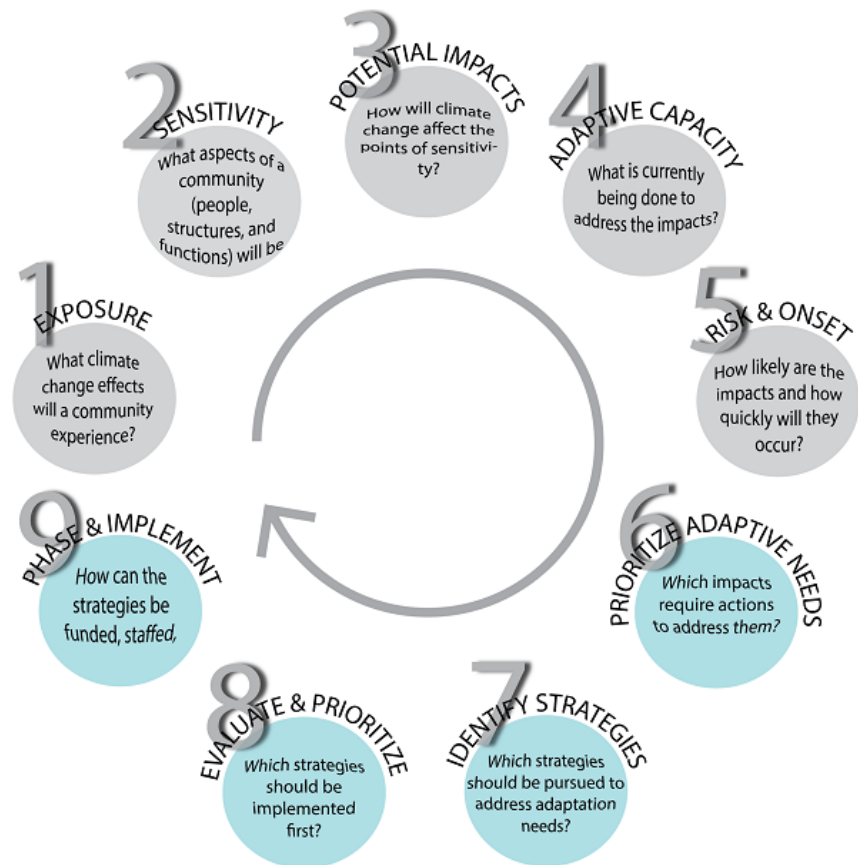 1
EXPOSURE
What climate
change effects
will a community
experience?
2
SENSITIVITY
What aspects of a
community
(people,
structures, and
functions) will be
3
POTENTIAL IMPACTS
How will climate
change affect the
points of sensitivi-
ty?
4
ADAPTIVE CAPACITY
What is currently
being done to
address the impacts?
5
RISK & ONSET
How likely are the
impacts and how
quickly will they
occur?
6
PRIORITIZE ADAPTIVE NEEDS
Which impacts
require actions
to address them?
7
IDENTIFY STRATEGIES
Which strategies
should be pursued to
address adaptation
needs?
8
EVALUATE & PRIORITIZE
Which strategies
should be
implemented
first?
9
PHASE & IMPLEMENT
How can the
strategies be
funded, staffed,